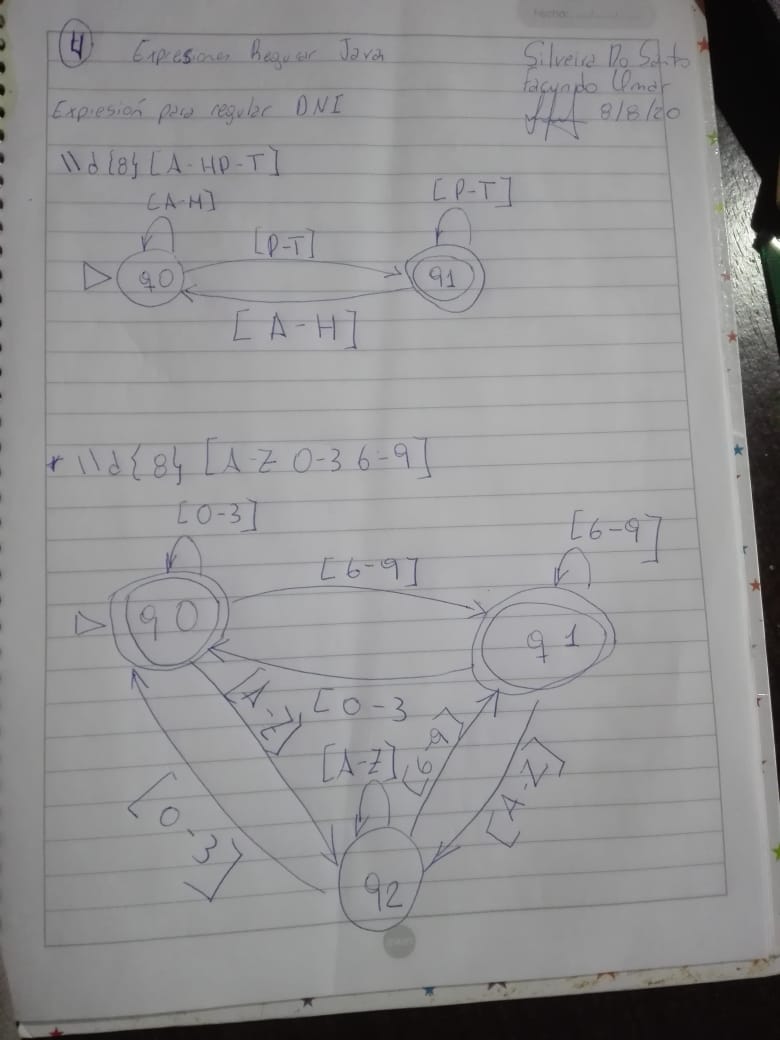 Fecha:
4 Expresiones Regular Java
Silveira Do Santo
Facundo Omar
8/8/20
Expresión para regular DNI
\\d{8}[A-HP-T]
[A-H]
[P-T]
[P-T]
q0
q1
[A-H]
* \\d{8} [A-Z 0-3 6-9]
[0-3]
[6-9]
[6-9]
q0
q1
[A-Z]
[0-3
[A-Z]
[6-9]
[A-Z]
[0-3]
q2